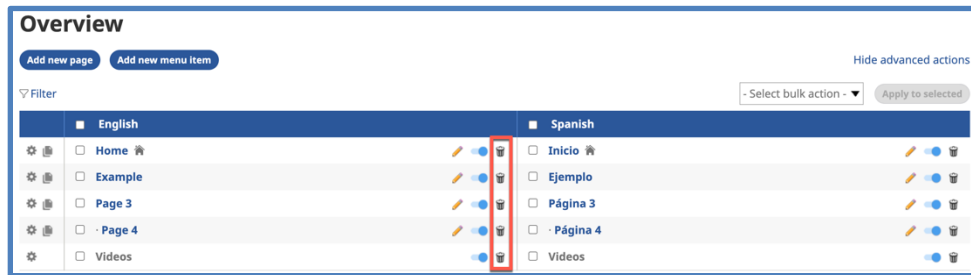 Overview
Add new page Add new menu item Hide advanced actions
Filter - Select bulk action - Apply to selected
English Spanish
Home Inicio
Example Ejemplo
Page 3 Página 3
· Page 4 · Página 4
Videos Videos